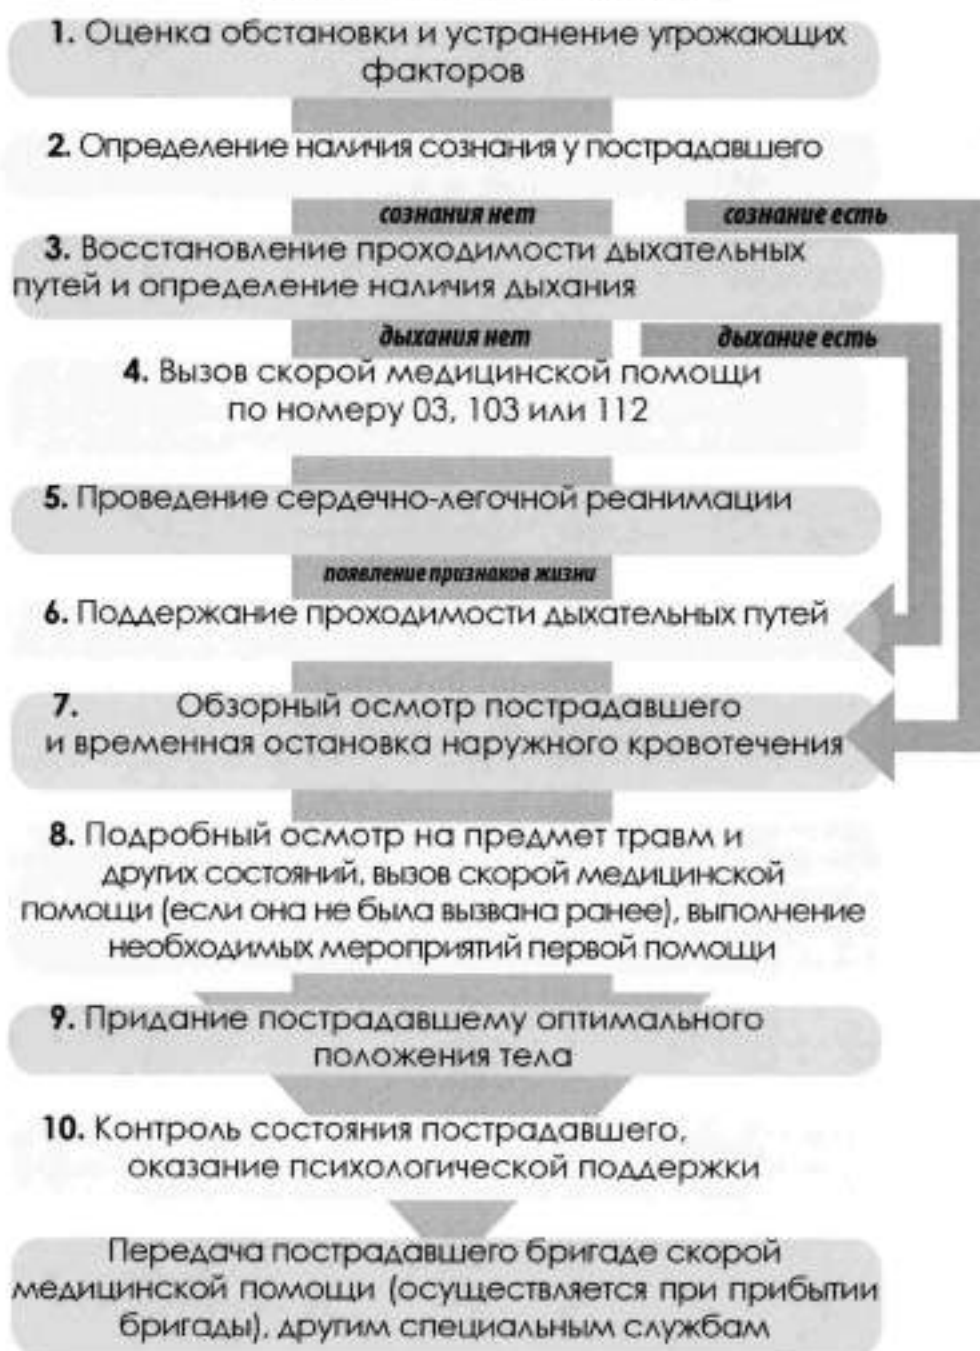 1. Оценка обстановки и устранение угрожающих
факторов
2. Определение наличия сознания у пострадавшего
сознания нет
сознание есть
3. Восстановление проходимости дыхательных
путей и определение наличия дыхания
дыхания нет
дыхание есть
4. Вызов скорой медицинской помощи
по номеру 03, 103 или 112
5. Проведение сердечно-легочной реанимации
появление признаков жизни
6. Поддержание проходимости дыхательных путей
7. Обзорный осмотр пострадавшего
и временная остановка наружного кровотечения
8. Подробный осмотр на предмет травм и
других состояний, вызов скорой медицинской
помощи (если она не была вызвана ранее), выполнение
необходимых мероприятий первой помощи
9. Придание пострадавшему оптимального
положения тела
10. Контроль состояния пострадавшего,
оказание психологической поддержки
Передача пострадавшего бригаде скорой
медицинской помощи (осуществляется при прибытии
бригады), другим специальным службам